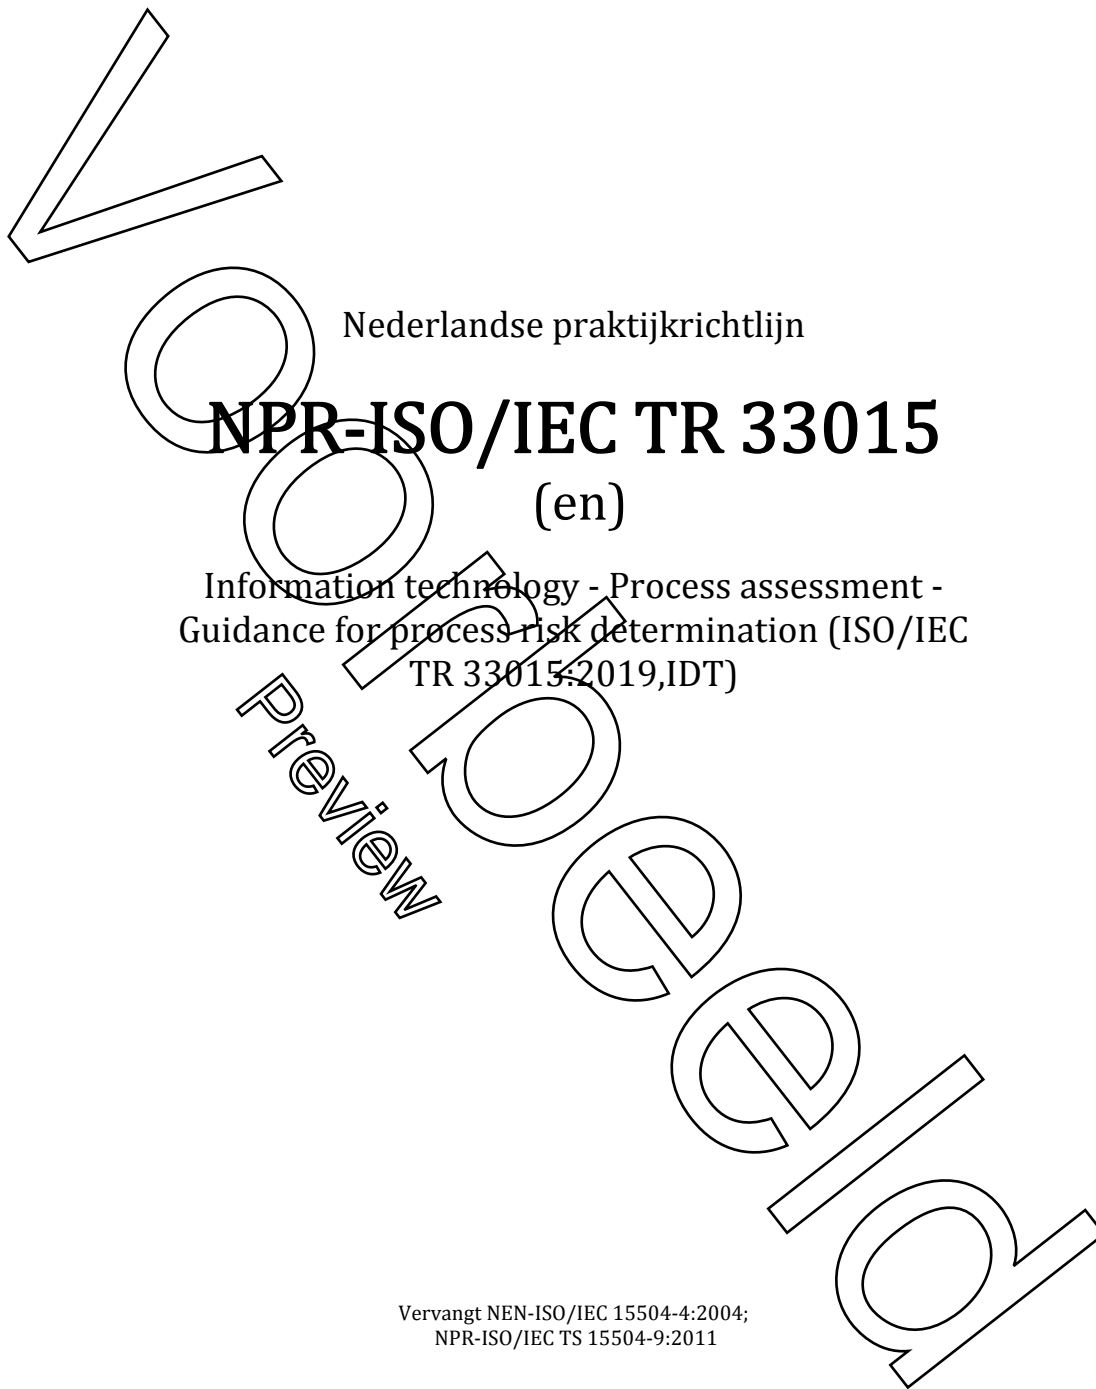 Nederlandse praktijkrichtlijn
NPR-ISO/IEC TR 33015
(en)
Information technology - Process assessment -
Guidance for process risk determination (ISO/IEC
TR 33015:2019,IDT)
Voorbeeld
Preview
Vervangt NEN-ISO/IEC 15504-4:2004;
NPR-ISO/IEC TS 15504-9:2011